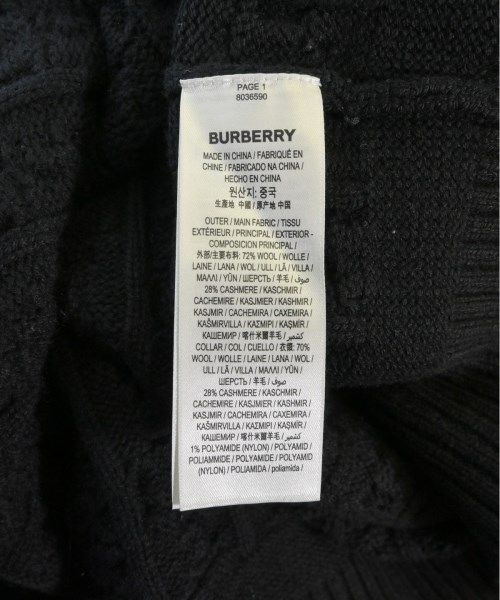 PAGE 1
8036590
BURBERRY
MADE IN CHINA / FABRIQUÉ EN
CHINE / FABRICADO NA CHINA /
HECHO EN CHINA
원산지: 중국
生產地 中國 / 原产地 中国
OUTER / MAIN FABRIC / TISSU
EXTÉRIEUR / PRINCIPAL / EXTERIOR-
COMPOSICION PRINCIPAL /
外部/主要布料: 72% WOOL / WOLLE /
LAINE / LANA / WOL / ULL / LÃ / VILLA /
ΜΑΛΛΙ / YÜN / ШЕРСТЬ / 羊毛 / صوف /
28% CASHMERE / KASCHMIR /
CACHEMIRE / KASJMIER / KASHMIR /
KASJMIR / CACHEMIRA / CAXEMIRA /
KAŠMIRVILLA / ΚΑΣΜΙΡΙ / KAŞMİR /
КАШЕМИР / 喀什米爾羊毛 / كشمير /
COLLAR / COL / CUELLO / 衣領: 70%
WOOL / WOLLE / LAINE / LANA / WOL /
ULL / LÃ / VILLA / ΜΑΛΛΙ / YÜN /
ШЕРСТЬ / 羊毛 / صوف /
28% CASHMERE / KASCHMIR /
CACHEMIRE / KASJMIER / KASHMIR /
KASJMIR / CACHEMIRA / CAXEMIRA /
KAŠMIRVILLA / ΚΑΣΜΙΡΙ / KAŞMİR /
КАШЕМИР / 喀什米爾羊毛 / كشمير /
1% POLYAMIDE (NYLON) / POLYAMID /
POLIAMMIDE / POLYAMIDE / POLYAMID
(NYLON) / POLIAMIDA / poliamida /